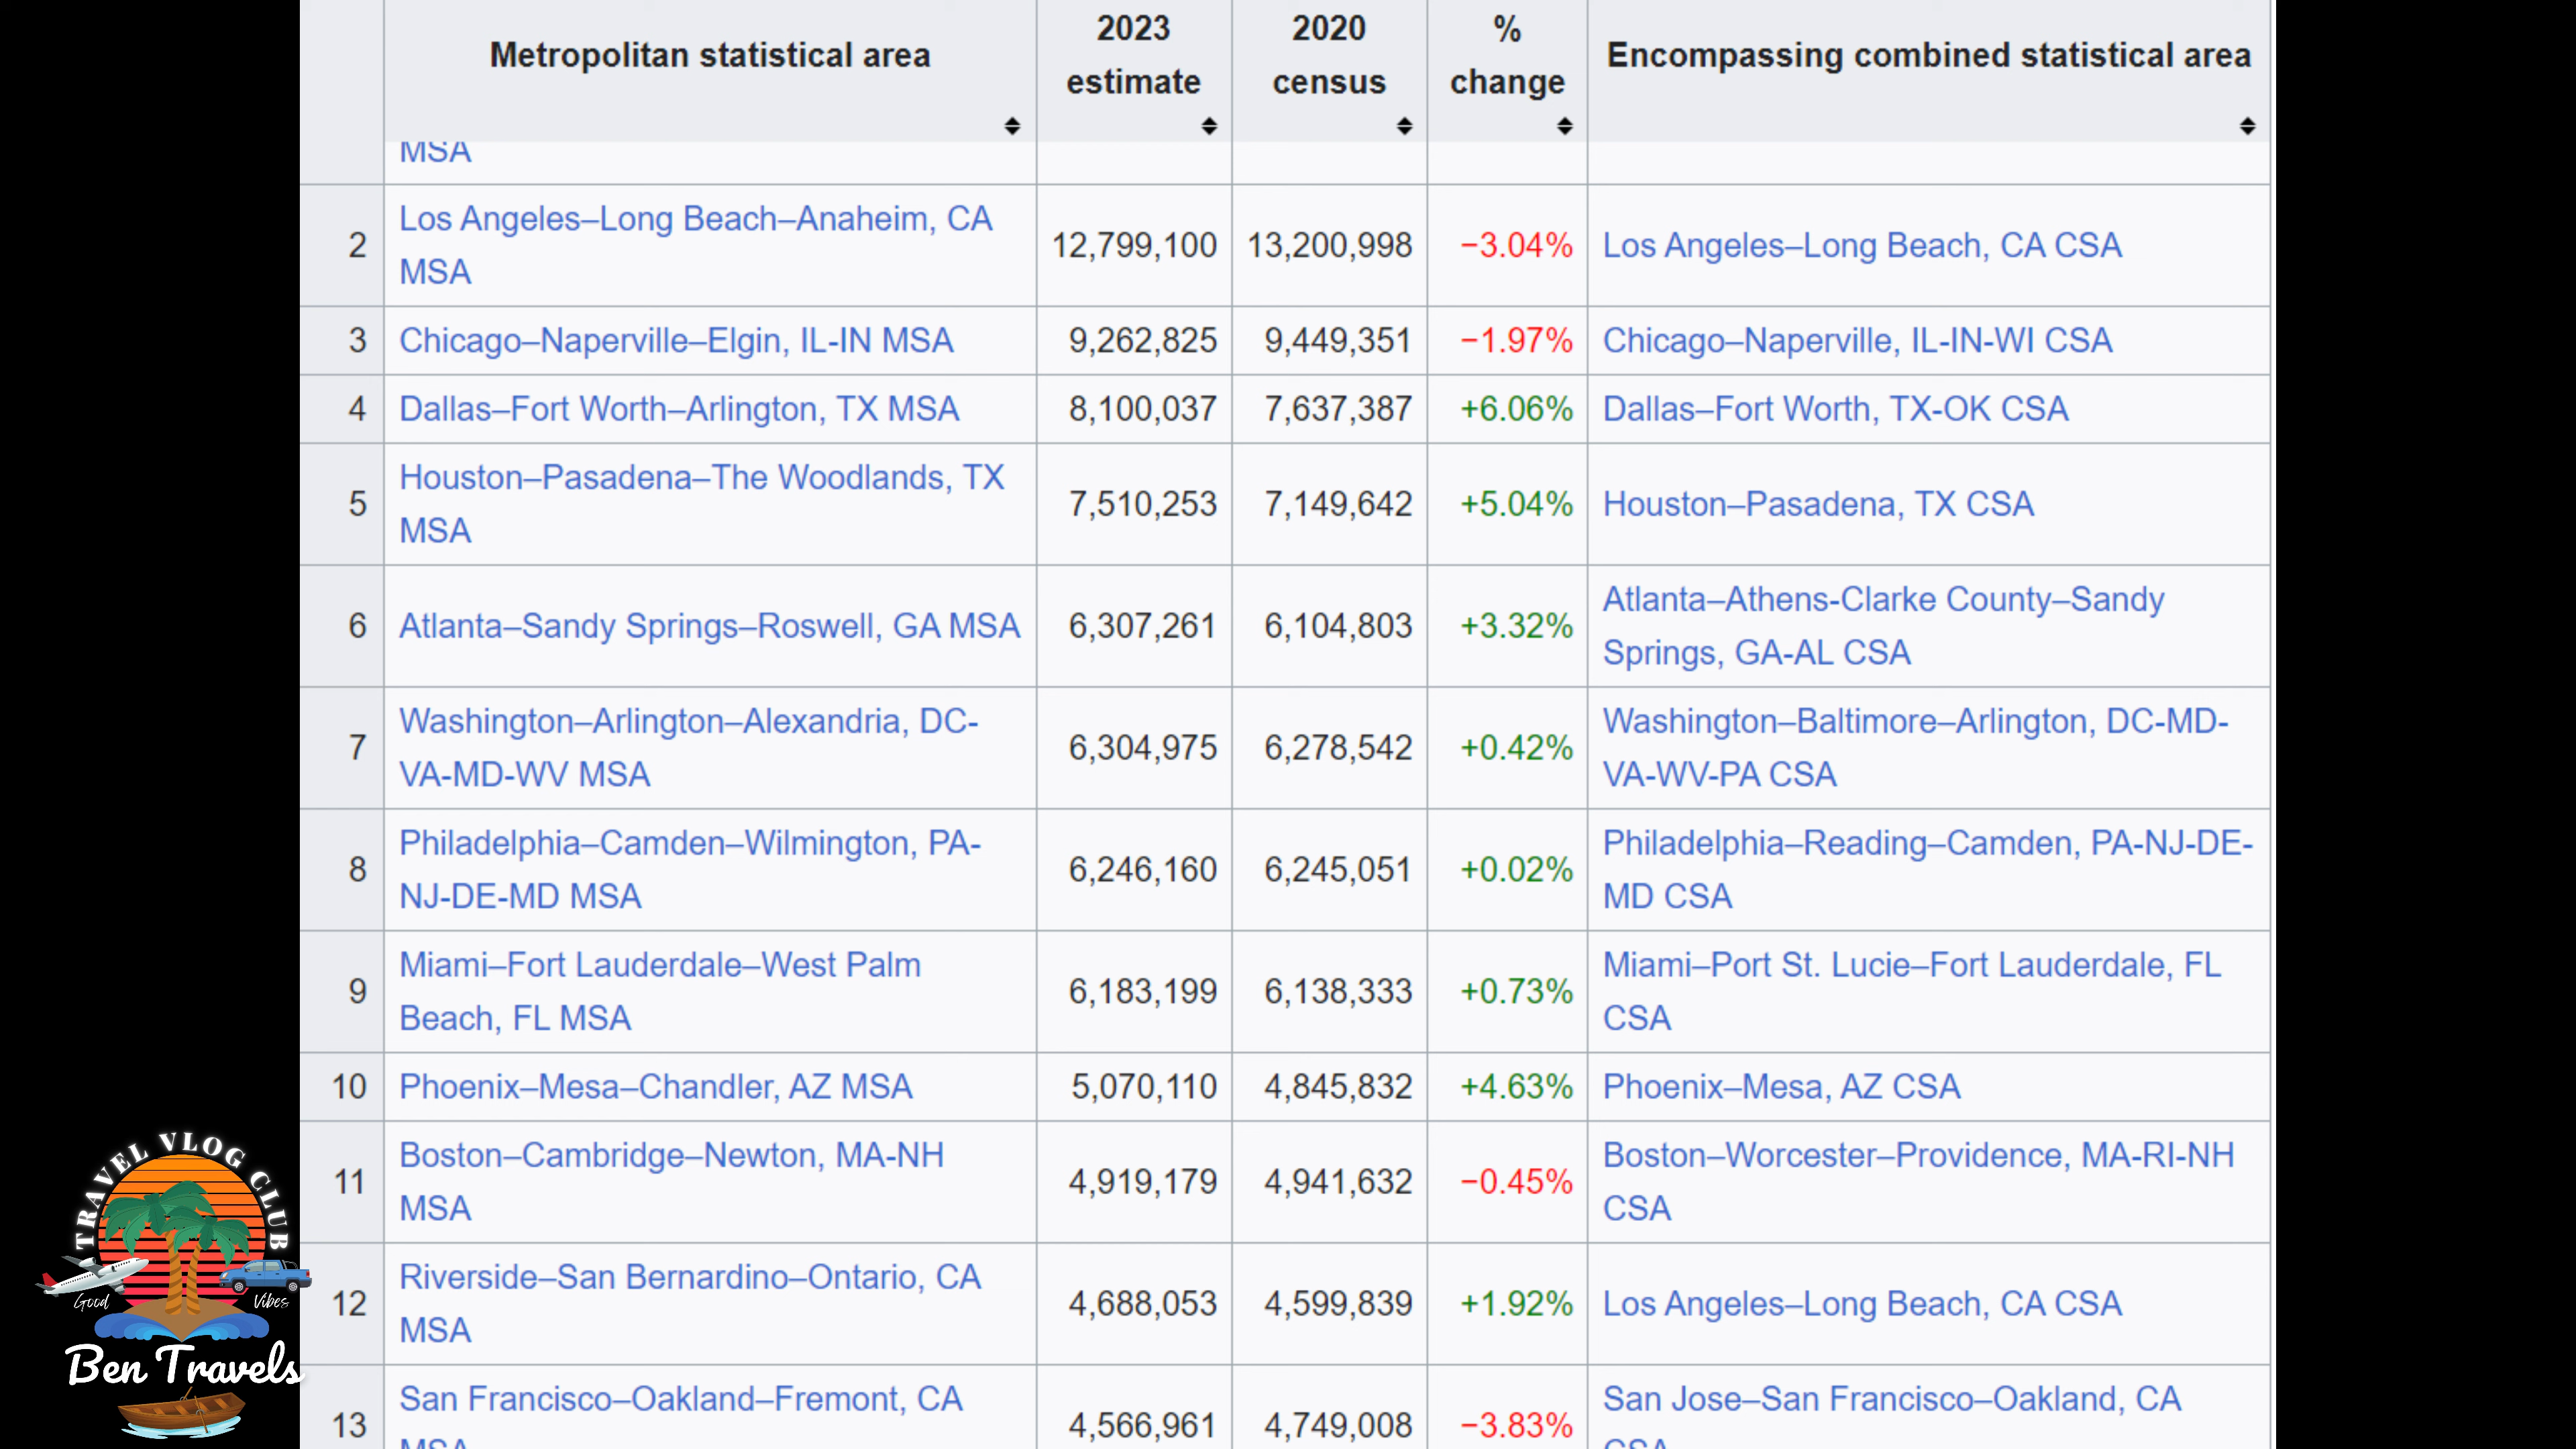 Metropolitan statistical area
2023
estimate
2020
census
%
change
Encompassing combined statistical area
MSA
2
Los Angeles–Long Beach–Anaheim, CA
MSA
12,799,100
13,200,998
−3.04%
Los Angeles–Long Beach, CA CSA
3
Chicago–Naperville–Elgin, IL-IN MSA
9,262,825
9,449,351
−1.97%
Chicago–Naperville, IL-IN-WI CSA
4
Dallas–Fort Worth–Arlington, TX MSA
8,100,037
7,637,387
+6.06%
Dallas–Fort Worth, TX-OK CSA
5
Houston–Pasadena–The Woodlands, TX
MSA
7,510,253
7,149,642
+5.04%
Houston–Pasadena, TX CSA
6
Atlanta–Sandy Springs–Roswell, GA MSA
6,307,261
6,104,803
+3.32%
Atlanta–Athens-Clarke County–Sandy
Springs, GA-AL CSA
7
Washington–Arlington–Alexandria, DC-
VA-MD-WV MSA
6,304,975
6,278,542
+0.42%
Washington–Baltimore–Arlington, DC-MD-
VA-WV-PA CSA
8
Philadelphia–Camden–Wilmington, PA-
NJ-DE-MD MSA
6,246,160
6,245,051
+0.02%
Philadelphia–Reading–Camden, PA-NJ-DE-
MD CSA
9
Miami–Fort Lauderdale–West Palm
Beach, FL MSA
6,183,199
6,138,333
+0.73%
Miami–Port St. Lucie–Fort Lauderdale, FL
CSA
10
Phoenix–Mesa–Chandler, AZ MSA
5,070,110
4,845,832
+4.63%
Phoenix–Mesa, AZ CSA
11
Boston–Cambridge–Newton, MA-NH
MSA
4,919,179
4,941,632
−0.45%
Boston–Worcester–Providence, MA-RI-NH
CSA
12
Riverside–San Bernardino–Ontario, CA
MSA
4,688,053
4,599,839
+1.92%
Los Angeles–Long Beach, CA CSA
13
San Francisco–Oakland–Fremont, CA
MSA
4,566,961
4,749,008
−3.83%
San Jose–San Francisco–Oakland, CA
CSA
TRAVEL VLOG CLUB
Good Vibes
Ben Travels